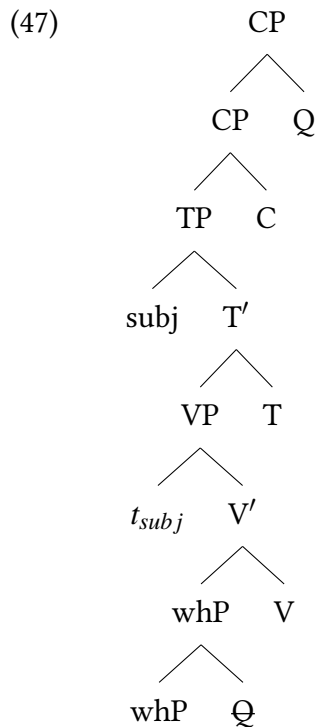 (47) CP
CP Q
TP C
subj T′
VP T
t_subj V′
whP V
whP Q̶